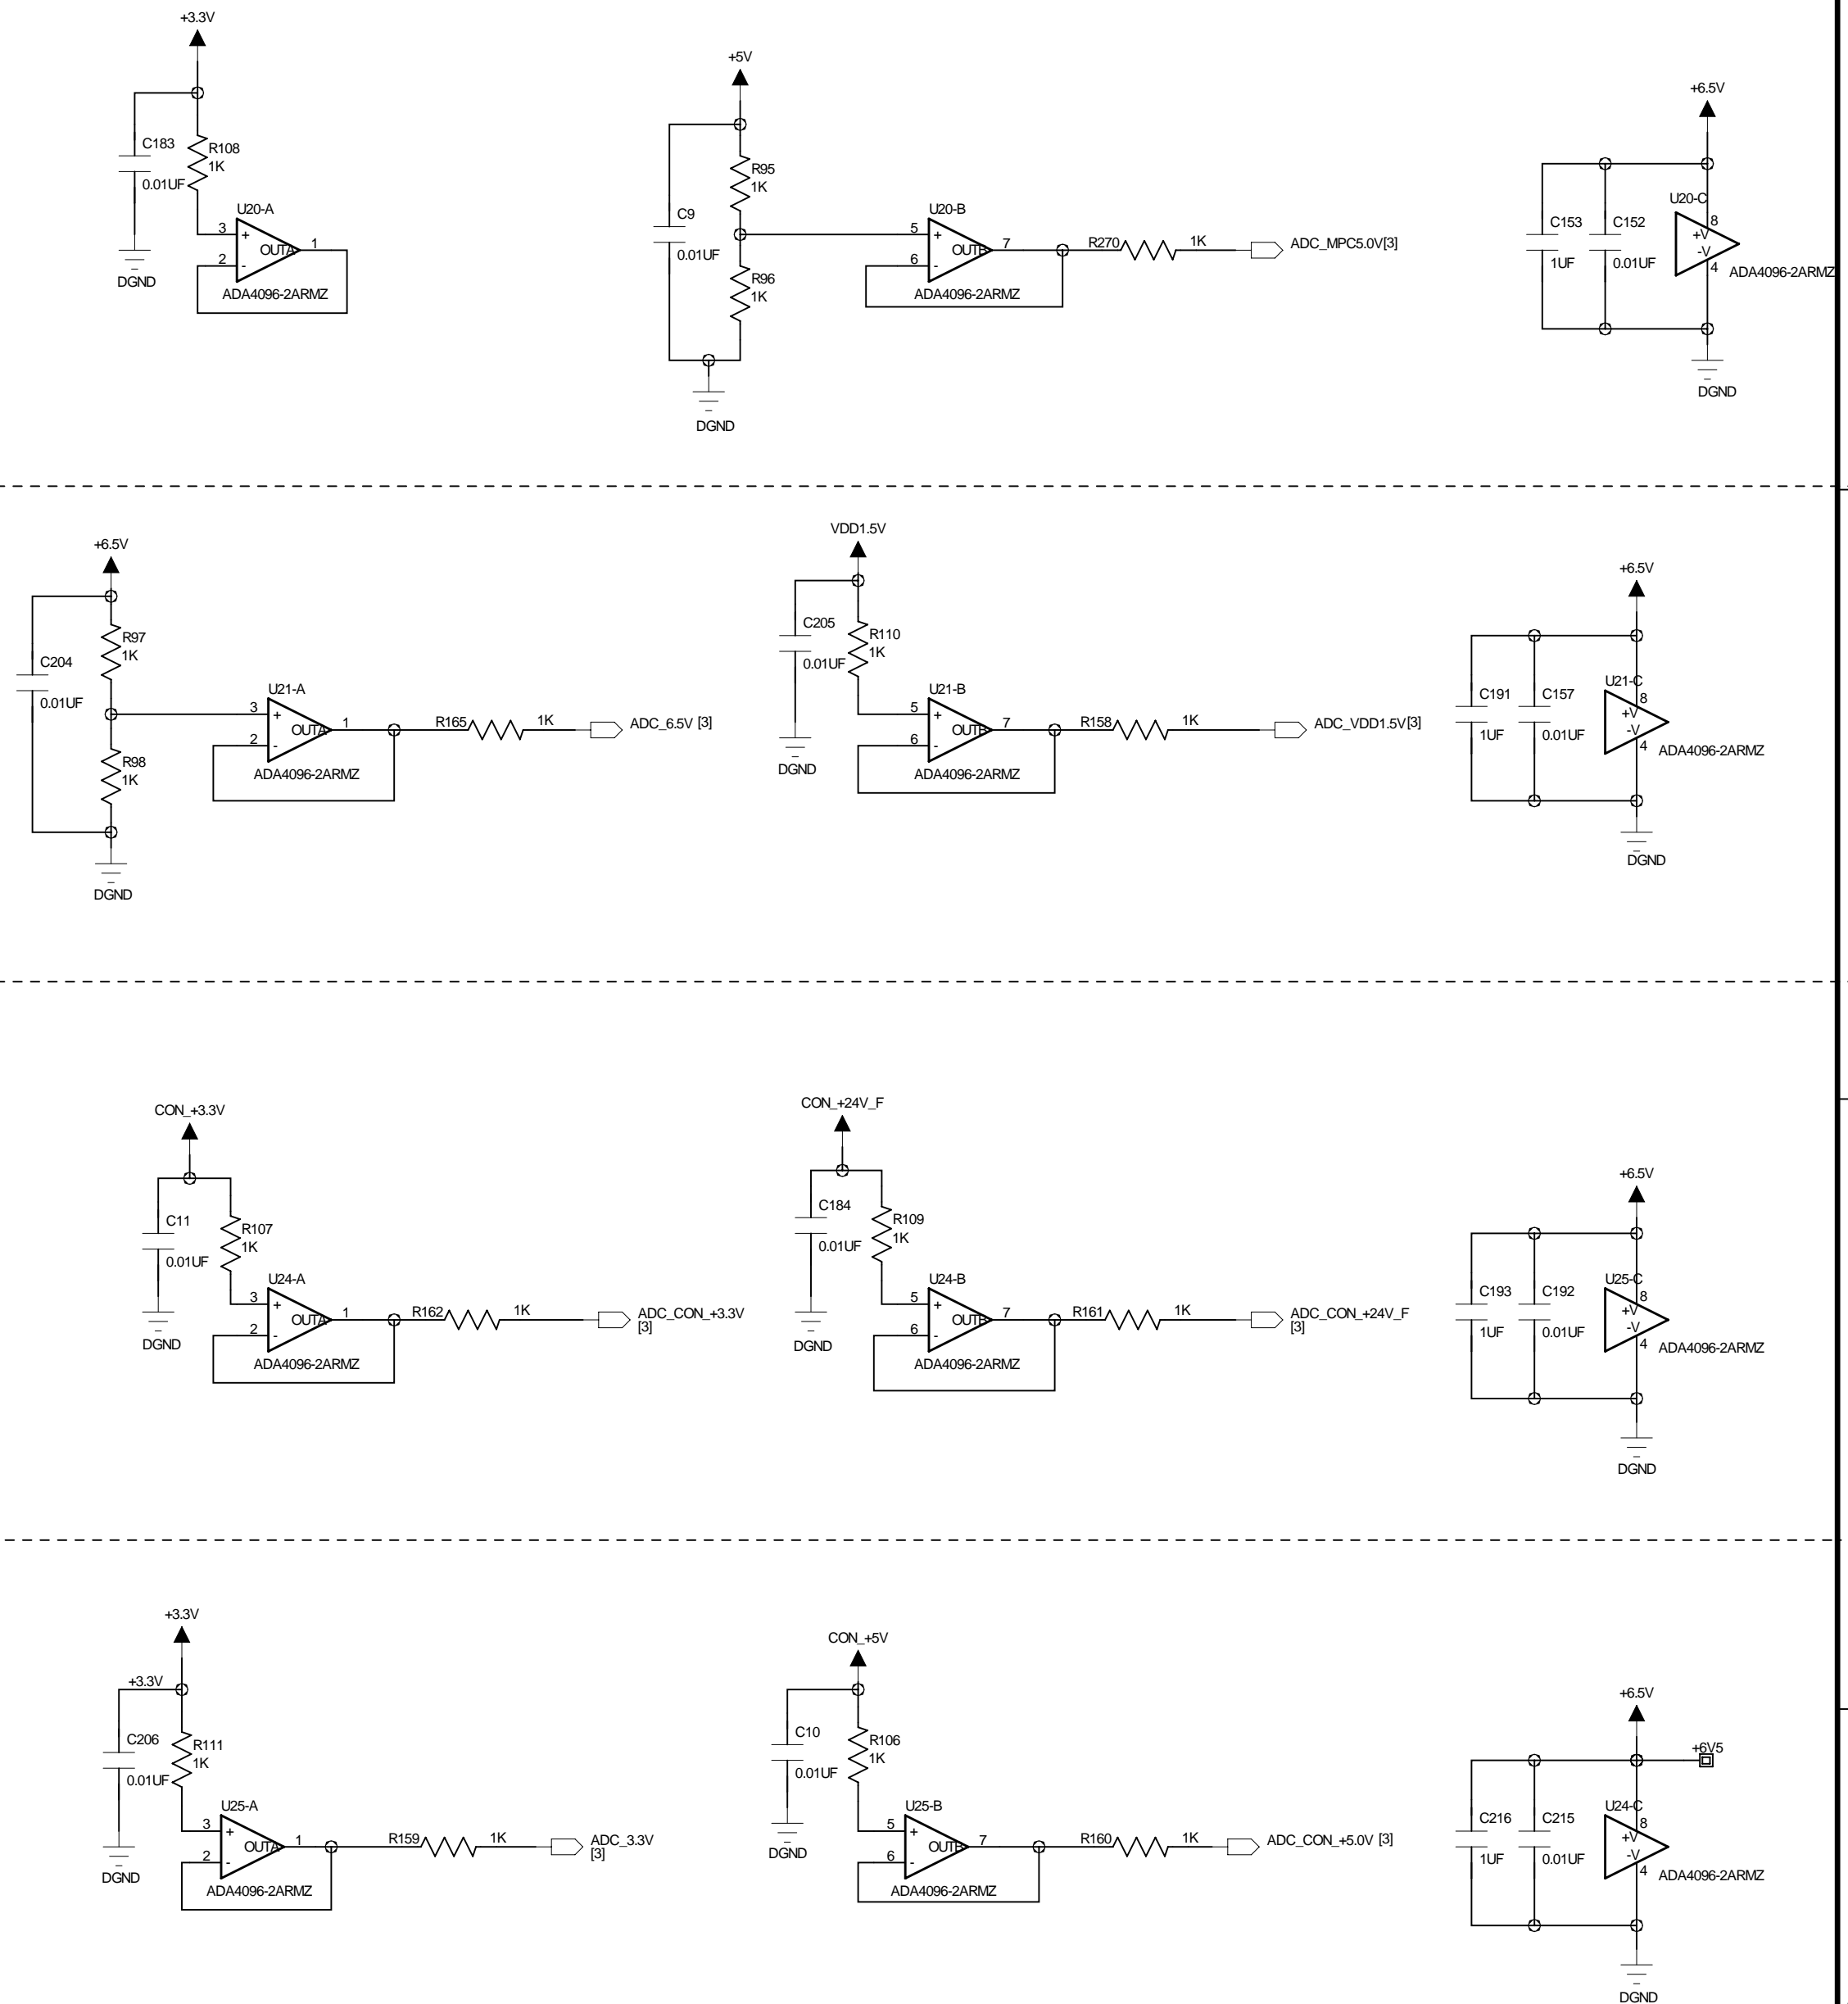 +3.3V
C183
0.01UF
R108
1K
U20-A
3
+
OUTA
1
2
-
ADA4096-2ARMZ
DGND
+5V
R95
1K
C9
0.01UF
R96
1K
U20-B
5
+
OUTB
7
6
-
ADA4096-2ARMZ
R270
1K
ADC_MPC5.0V[3]
DGND
+6.5V
C153
1UF
C152
0.01UF
U20-C
8
+V
-V
4
ADA4096-2ARMZ
DGND
+6.5V
R97
1K
C204
0.01UF
R98
1K
U21-A
3
+
OUTA
1
2
-
ADA4096-2ARMZ
R165
1K
ADC_6.5V [3]
DGND
VDD1.5V
C205
0.01UF
R110
1K
U21-B
5
+
OUTB
7
6
-
ADA4096-2ARMZ
R158
1K
ADC_VDD1.5V[3]
DGND
+6.5V
C191
1UF
C157
0.01UF
U21-C
8
+V
-V
4
ADA4096-2ARMZ
DGND
CON_+3.3V
C11
0.01UF
R107
1K
U24-A
3
+
OUTA
1
2
-
ADA4096-2ARMZ
R162
1K
ADC_CON_+3.3V
[3]
DGND
CON_+24V_F
C184
0.01UF
R109
1K
U24-B
5
+
OUTB
7
6
-
ADA4096-2ARMZ
R161
1K
ADC_CON_+24V_F
[3]
DGND
+6.5V
C193
1UF
C192
0.01UF
U25-C
8
+V
-V
4
ADA4096-2ARMZ
DGND
+3.3V
+3.3V
C206
0.01UF
R111
1K
U25-A
3
+
OUTA
1
2
-
ADA4096-2ARMZ
R159
1K
ADC_3.3V
[3]
DGND
CON_+5V
C10
0.01UF
R106
1K
U25-B
5
+
OUTB
7
6
-
ADA4096-2ARMZ
R160
1K
ADC_CON_+5.0V [3]
DGND
+6.5V
+6V5
C216
1UF
C215
0.01UF
U24-C
8
+V
-V
4
ADA4096-2ARMZ
DGND